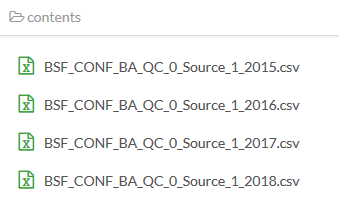 contents
BSF_CONF_BA_QC_0_Source_1_2015.csv
BSF_CONF_BA_QC_0_Source_1_2016.csv
BSF_CONF_BA_QC_0_Source_1_2017.csv
BSF_CONF_BA_QC_0_Source_1_2018.csv